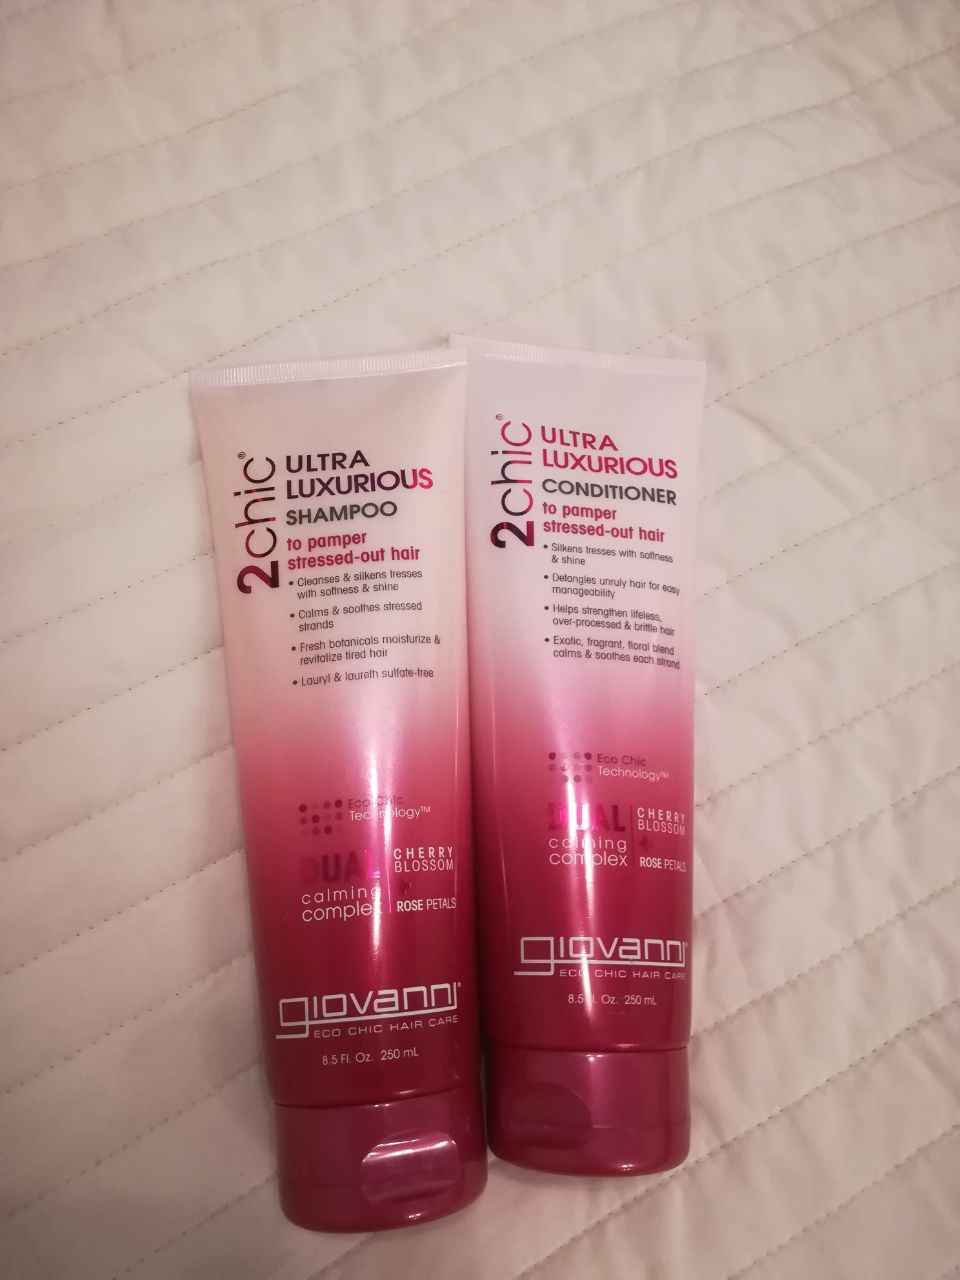 2chic®
ULTRA
LUXURIOUS
SHAMPOO
to pamper
stressed-out hair
• Cleanses & silkens tresses
with softness & shine
• Calms & soothes stressed
strands
• Fresh botanicals moisturize &
revitalize tired hair
• Lauryl & laureth sulfate-free
Eco Chic
Technology™
DUAL
calming
complex
CHERRY
BLOSSOM
+
ROSE PETALS
giovanni®
ECO CHIC HAIR CARE
8.5 Fl. Oz. 250 mL
2chic®
ULTRA
LUXURIOUS
CONDITIONER
to pamper
stressed-out hair
• Silkens tresses with softness
& shine
• Detangles unruly hair for easy
manageability
• Helps strengthen lifeless,
over-processed & brittle hair
• Exotic, fragrant, floral blend
calms & soothes each strand
Eco Chic
Technology™
DUAL
calming
complex
CHERRY
BLOSSOM
+
ROSE PETALS
giovanni®
ECO CHIC HAIR CARE
8.5 Fl. Oz. 250 mL